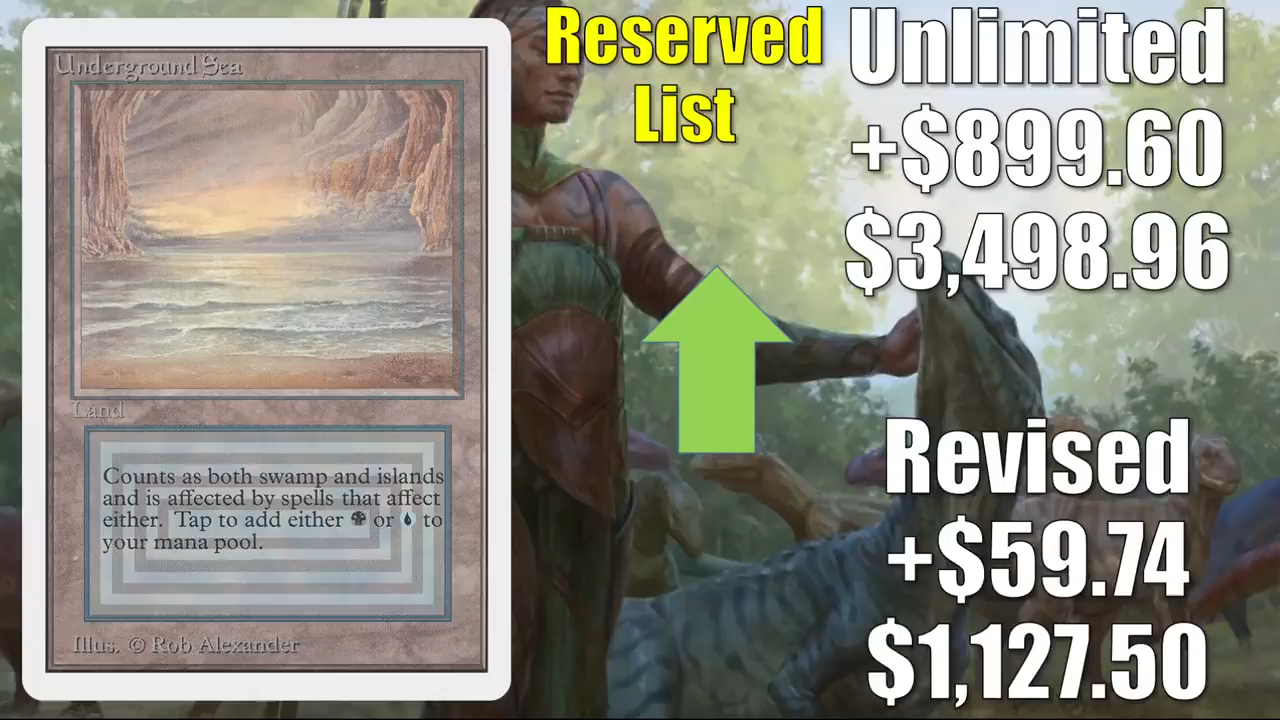 Underground Sea
Land
Counts as both swamp and islands
and is affected by spells that affect
either. Tap to add either or to
your mana pool.
Illus. © Rob Alexander
Reserved
List
Unlimited
+$899.60
$3,498.96
Revised
+$59.74
$1,127.50